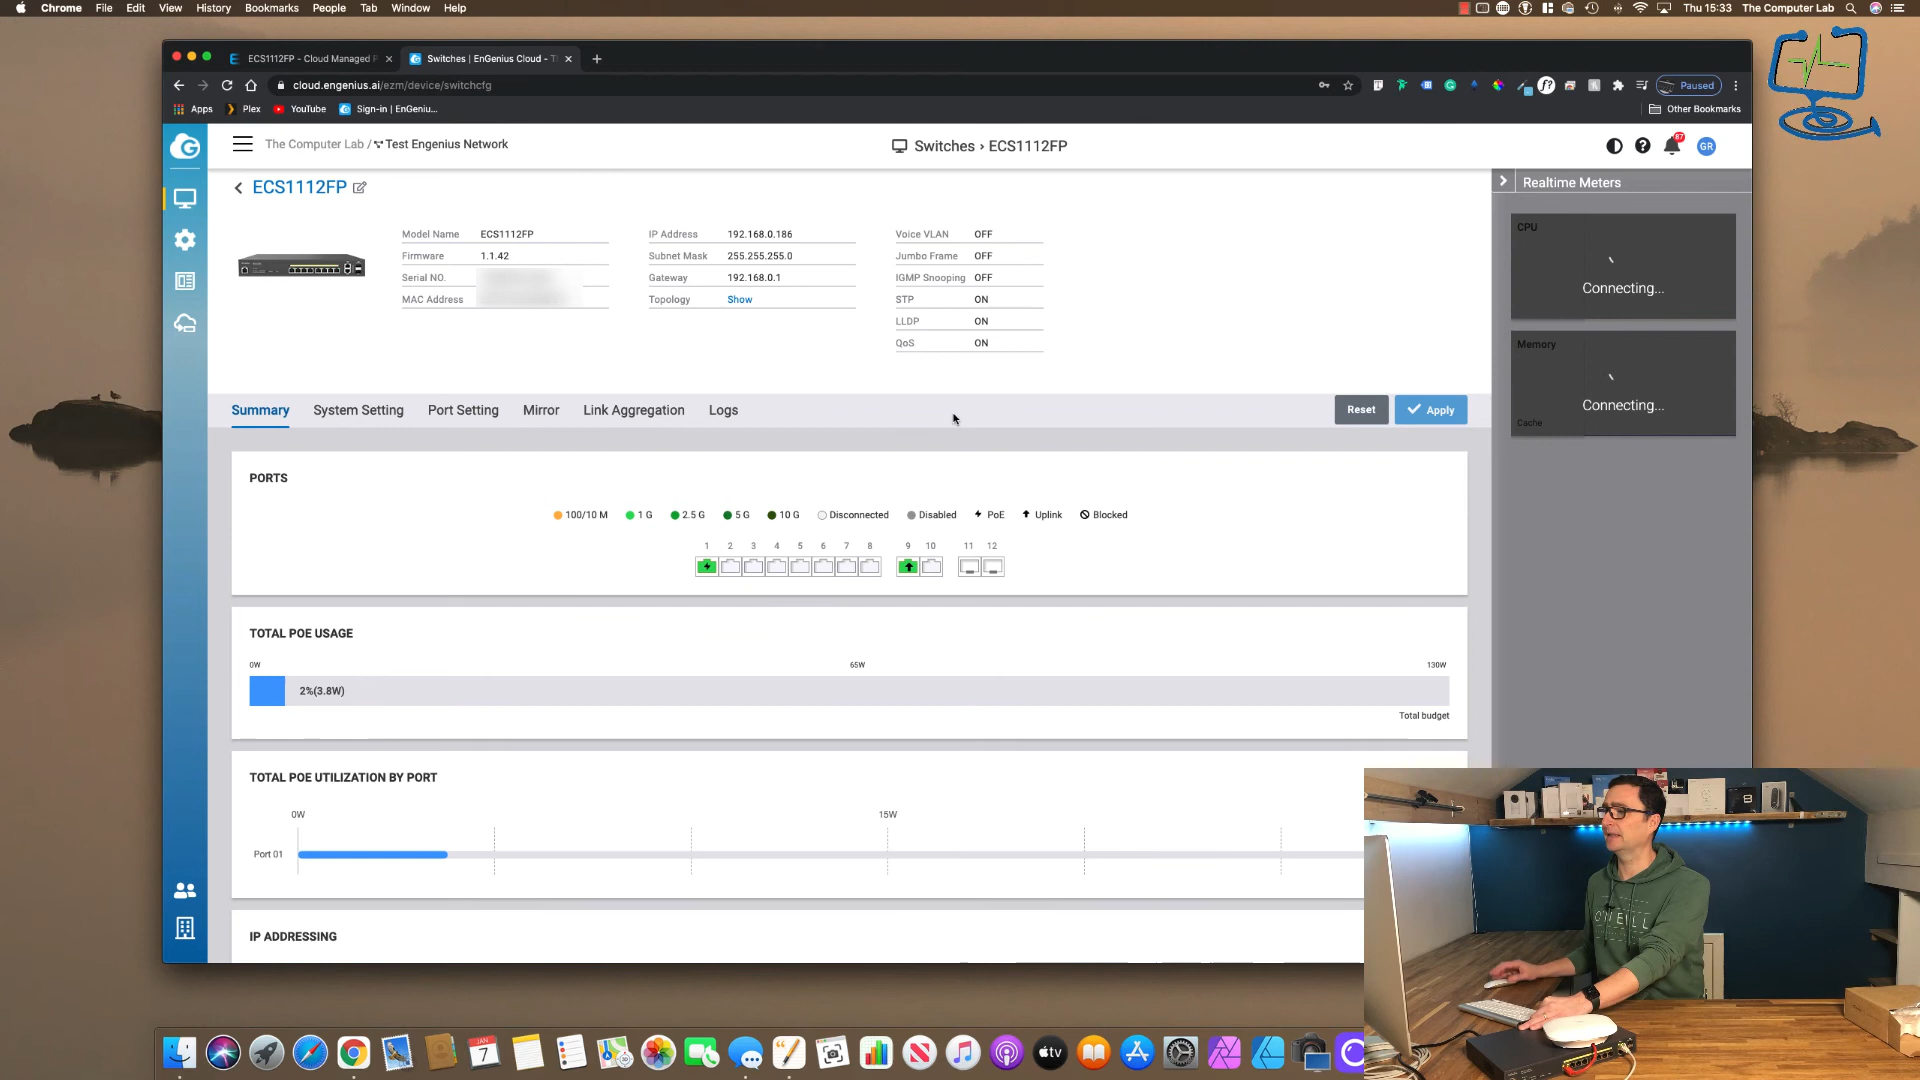 Chrome File Edit View History Bookmarks People Tab Window Help
Thu 15:33 The Computer Lab
ECS1112FP - Cloud Managed P
Switches | EnGenius Cloud - T
cloud.engenius.ai/ezm/device/switchcfg
Paused
Apps Plex YouTube Sign-in | EnGeniu... Other Bookmarks
The Computer Lab / Test Engenius Network
Switches › ECS1112FP
87
GR
ECS1112FP
Realtime Meters
Model Name ECS1112FP
Firmware 1.1.42
Serial NO.
MAC Address
IP Address 192.168.0.186
Subnet Mask 255.255.255.0
Gateway 192.168.0.1
Topology Show
Voice VLAN OFF
Jumbo Frame OFF
IGMP Snooping OFF
STP ON
LLDP ON
QoS ON
CPU
Connecting...
Memory
Connecting...
Cache
Summary System Setting Port Setting Mirror Link Aggregation Logs
Reset Apply
PORTS
100/10 M 1 G 2.5 G 5 G 10 G Disconnected Disabled PoE Uplink Blocked
1 2 3 4 5 6 7 8 9 10 11 12
TOTAL POE USAGE
0W 65W 130W
2%(3.8W)
Total budget
TOTAL POE UTILIZATION BY PORT
0W 15W
Port 01
IP ADDRESSING
O'NEILL
JAN
7
tv